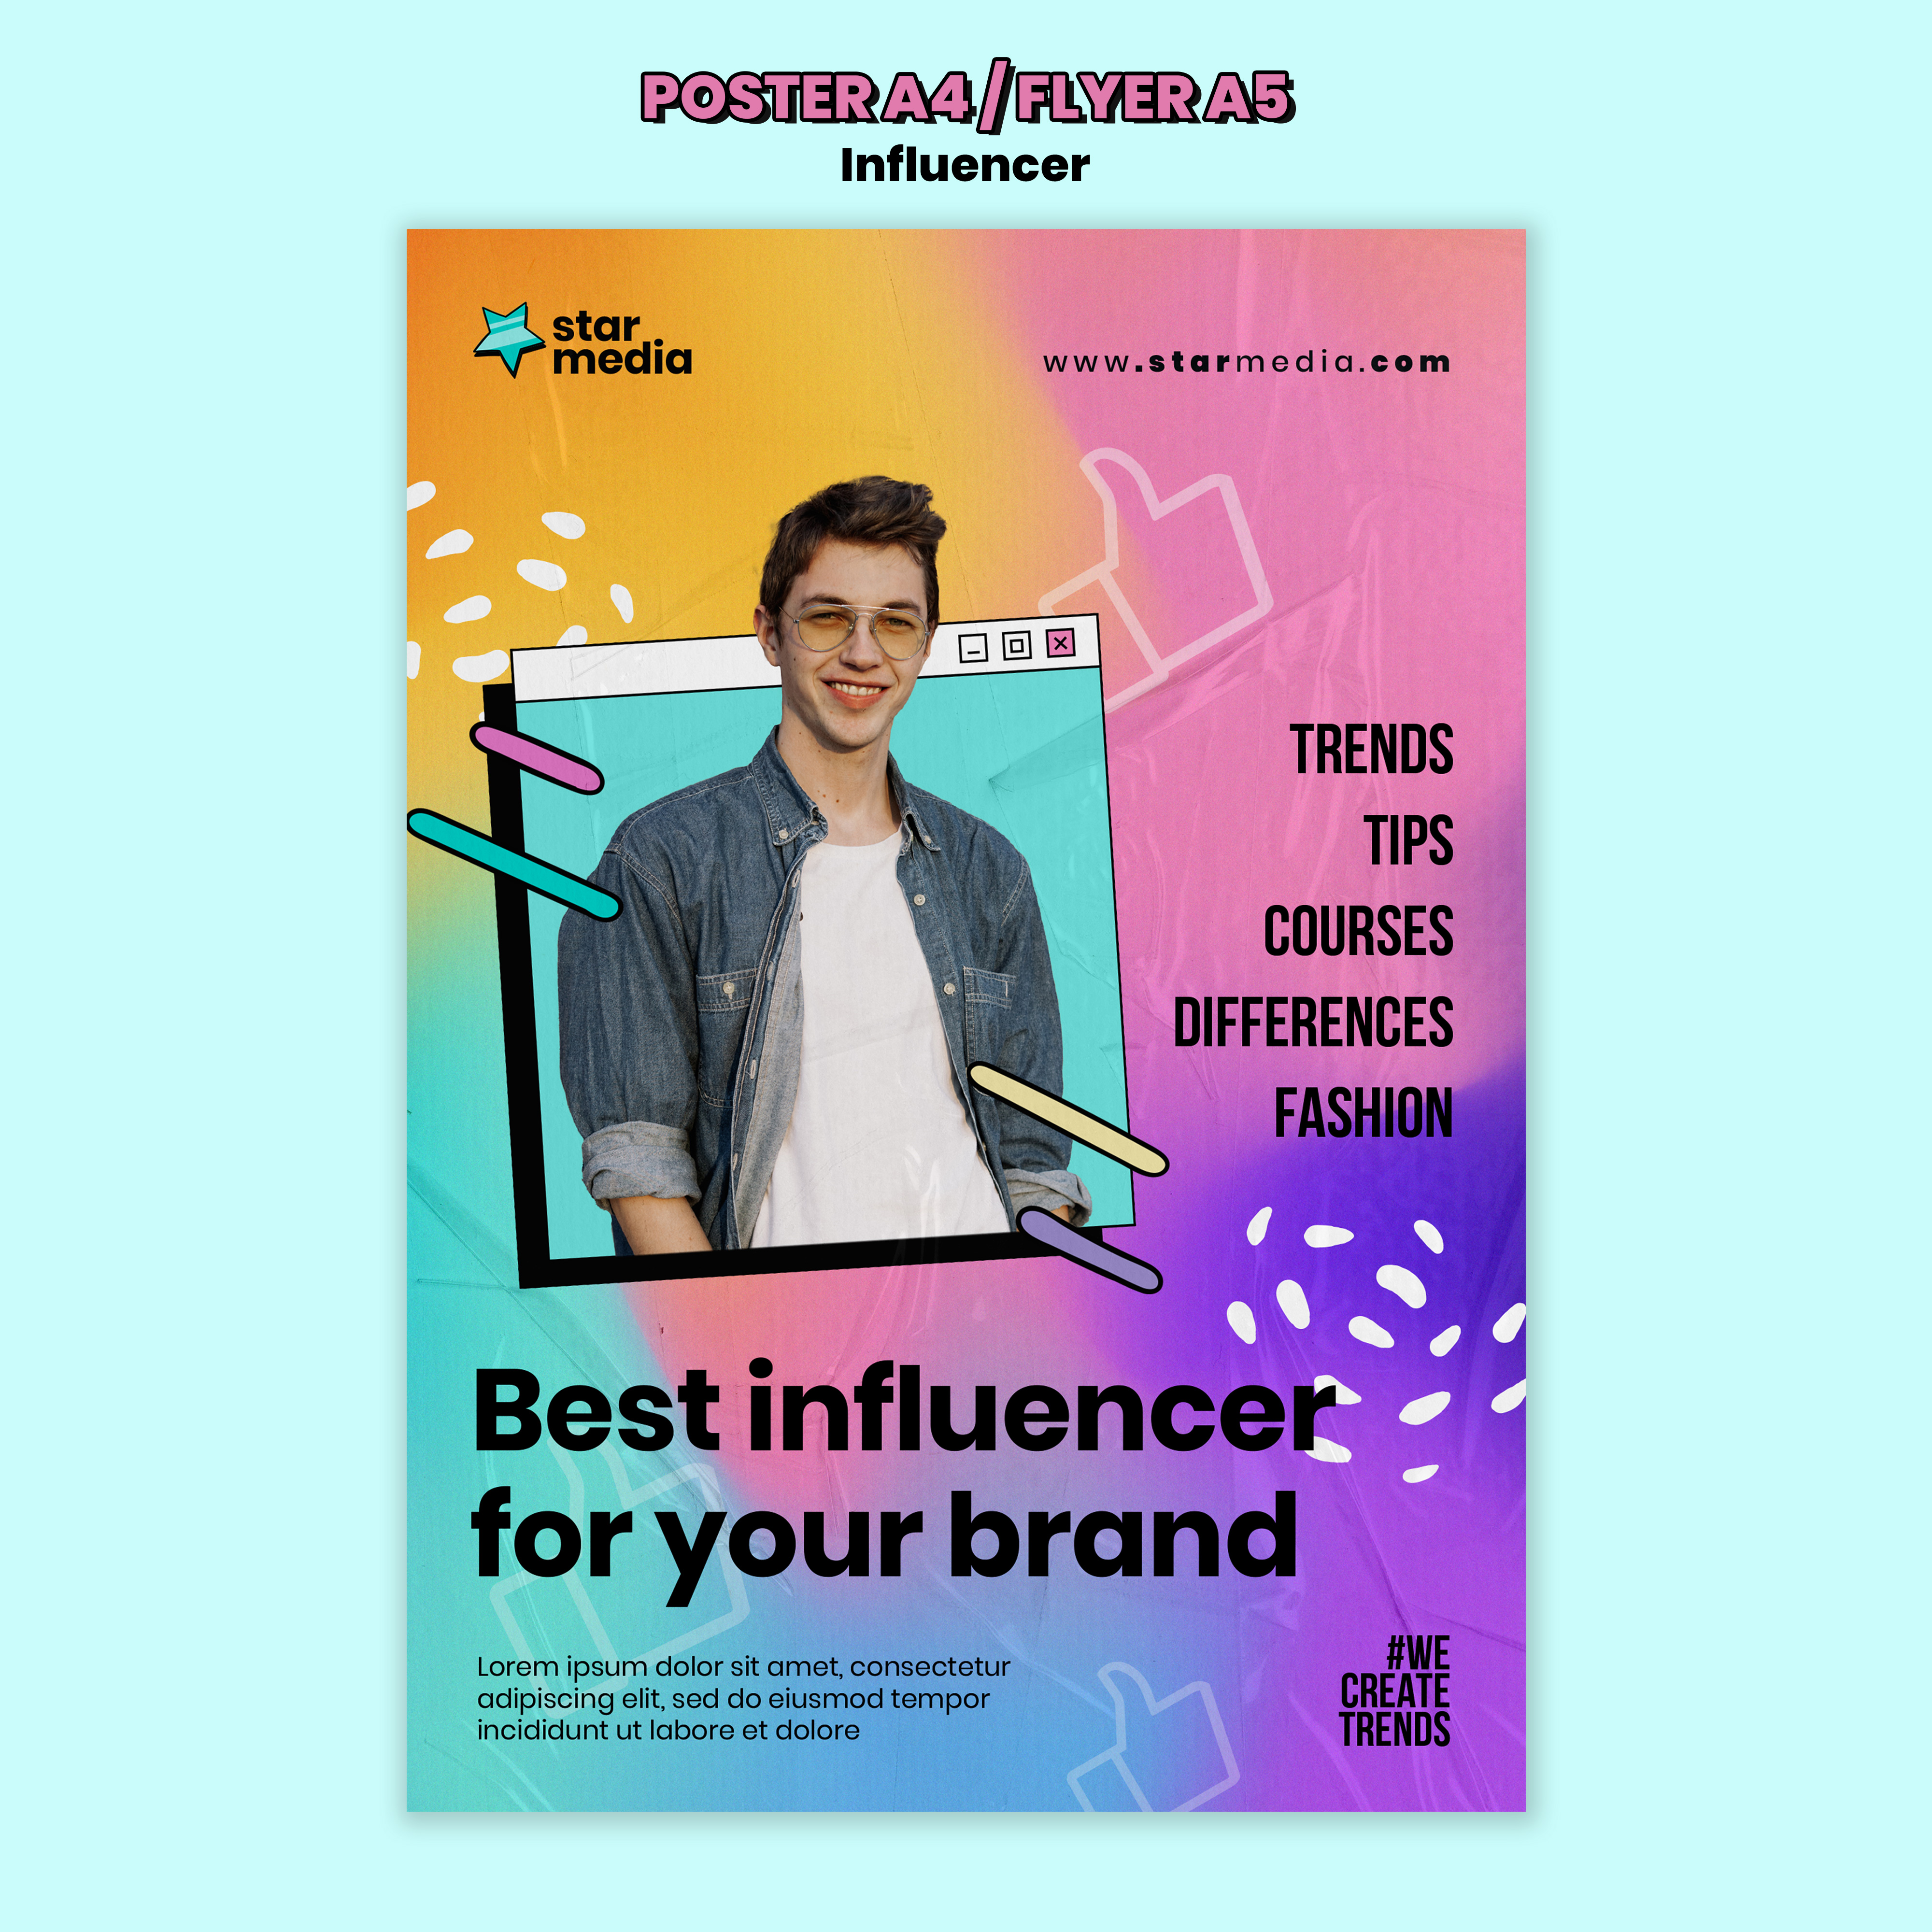 POSTER A4 / FLYER A5
Influencer
star
media
www.starmedia.com
TRENDS
TIPS
COURSES
DIFFERENCES
FASHION
Best influencer
for your brand
Lorem ipsum dolor sit amet, consectetur
adipiscing elit, sed do eiusmod tempor
incididunt ut labore et dolore
#WE
CREATE
TRENDS